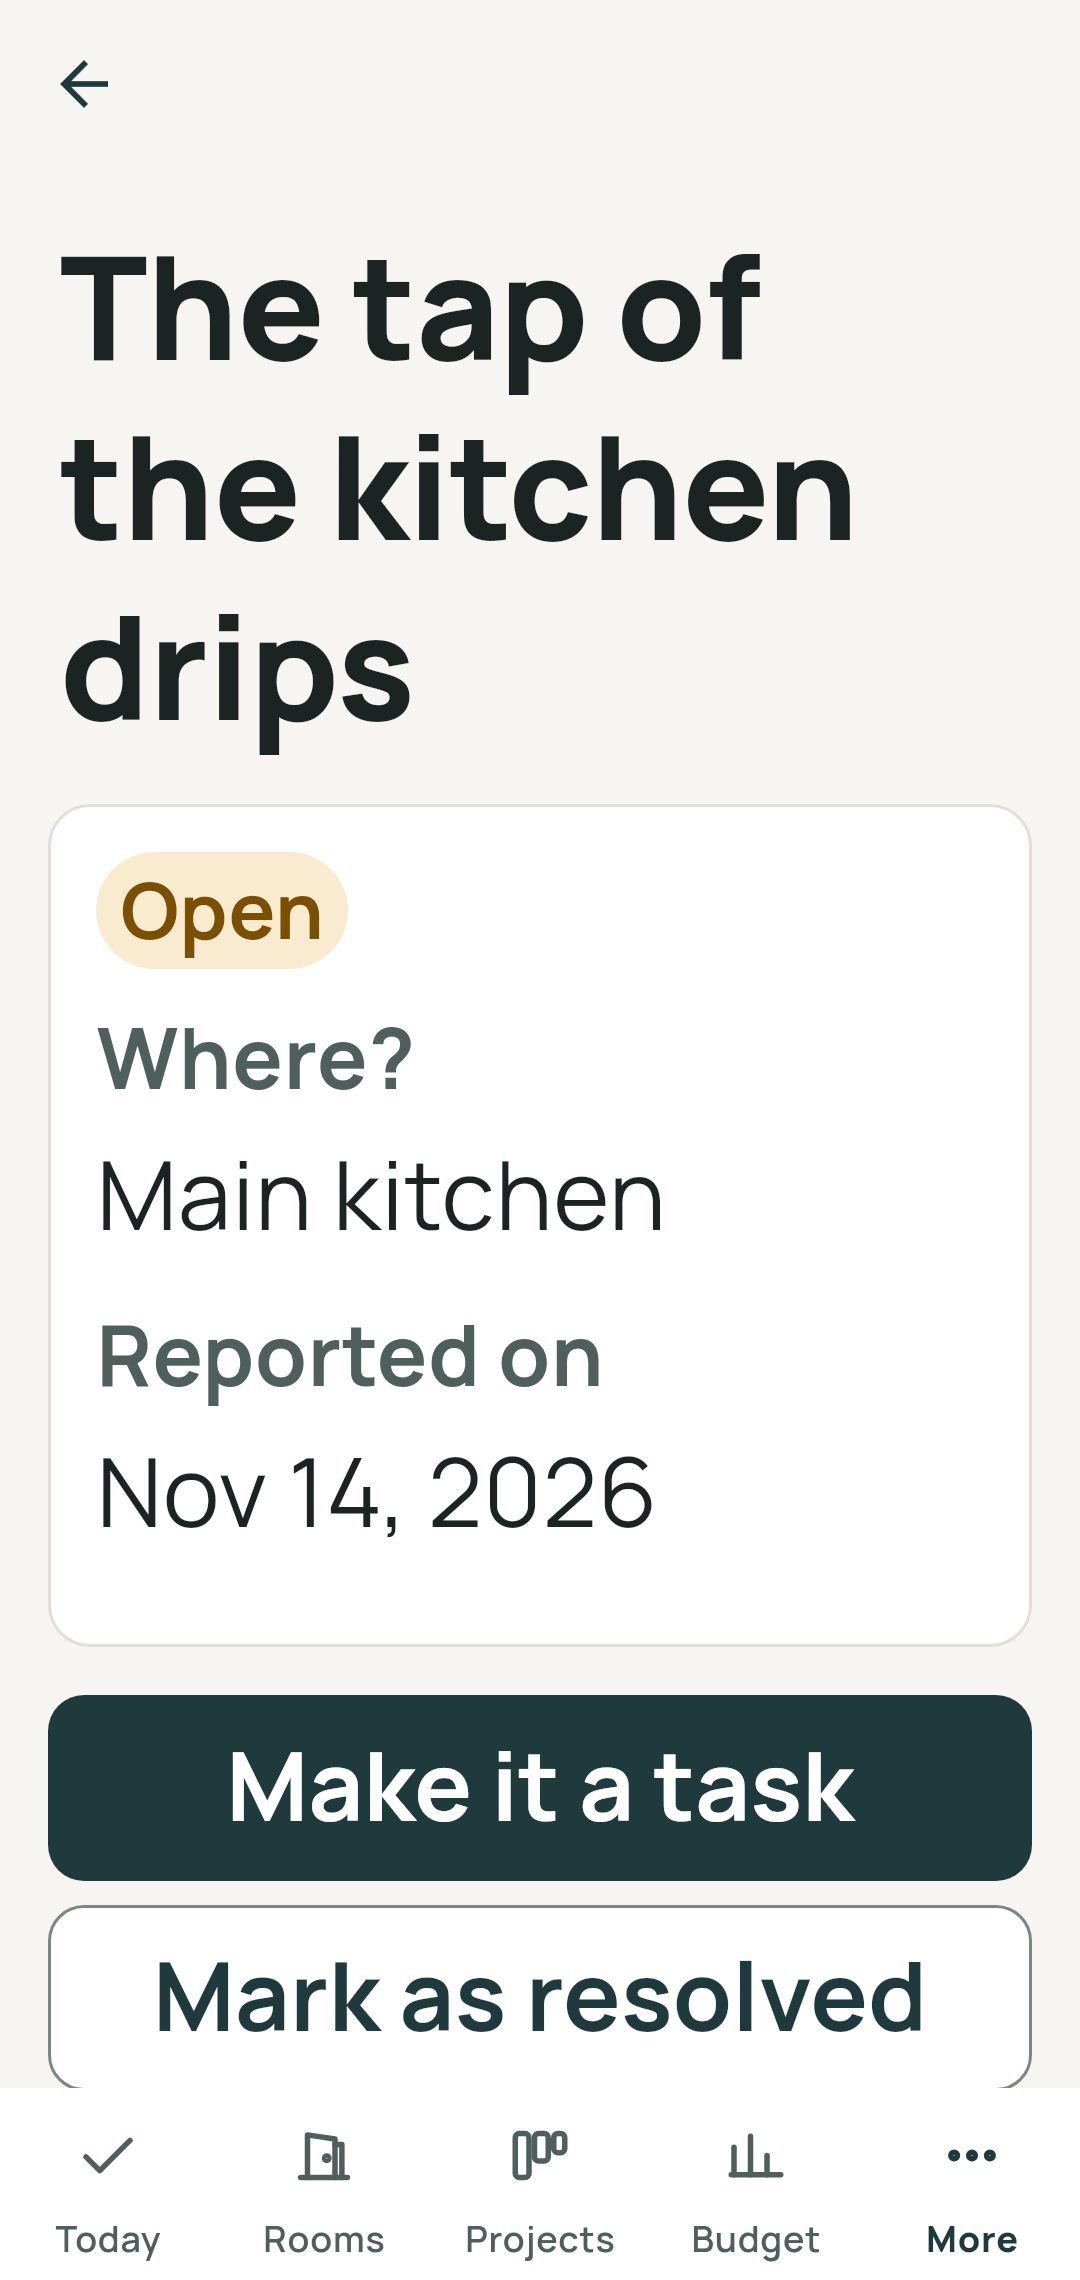 The tap of
the kitchen
drips
Open
Where?
Main kitchen
Reported on
Nov 14, 2026
Make it a task
Mark as resolved
Today
Rooms
Projects
Budget
More